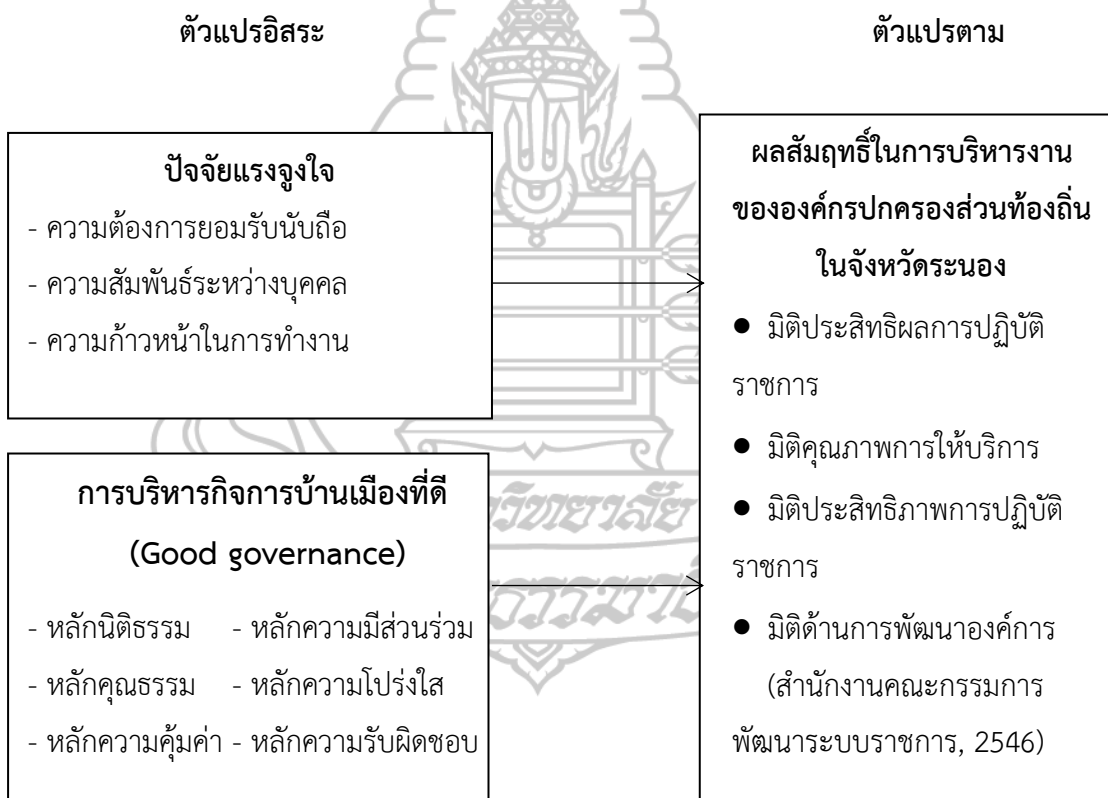 ตัวแปรอิสระ
ตัวแปรตาม
ปัจจัยแรงจูงใจ
- ความต้องการยอมรับนับถือ
- ความสัมพันธ์ระหว่างบุคคล
- ความก้าวหน้าในการทำงาน
การบริหารกิจการบ้านเมืองที่ดี
(Good governance)
- หลักนิติธรรม - หลักความมีส่วนร่วม
- หลักคุณธรรม - หลักความโปร่งใส
- หลักความคุ้มค่า - หลักความรับผิดชอบ
ผลสัมฤทธิ์ในการบริหารงาน
ขององค์กรปกครองส่วนท้องถิ่น
ในจังหวัดระนอง
● มิติประสิทธิผลการปฏิบัติ
ราชการ
● มิติคุณภาพการให้บริการ
● มิติประสิทธิภาพการปฏิบัติ
ราชการ
● มิติด้านการพัฒนาองค์การ
(สำนักงานคณะกรรมการ
พัฒนาระบบราชการ, 2546)